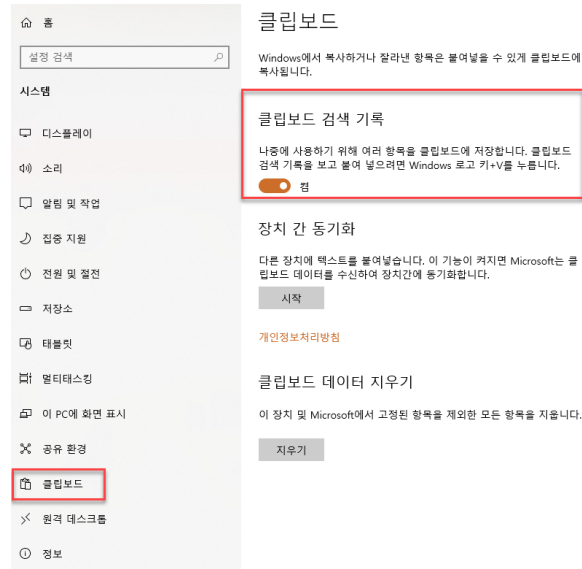 홈
설정 검색
시스템
디스플레이
소리
알림 및 작업
집중 지원
전원 및 절전
저장소
태블릿
멀티태스킹
이 PC에 화면 표시
공유 환경
클립보드
원격 데스크톱
정보
클립보드
Windows에서 복사하거나 잘라낸 항목은 붙여넣을 수 있게 클립보드에
복사됩니다.
클립보드 검색 기록
나중에 사용하기 위해 여러 항목을 클립보드에 저장합니다. 클립보드
검색 기록을 보고 붙여 넣으려면 Windows 로고 키+V를 누릅니다.
켬
장치 간 동기화
다른 장치에 텍스트를 붙여넣습니다. 이 기능이 켜지면 Microsoft는 클
립보드 데이터를 수신하여 장치간에 동기화합니다.
시작
개인정보처리방침
클립보드 데이터 지우기
이 장치 및 Microsoft에서 고정된 항목을 제외한 모든 항목을 지웁니다.
지우기